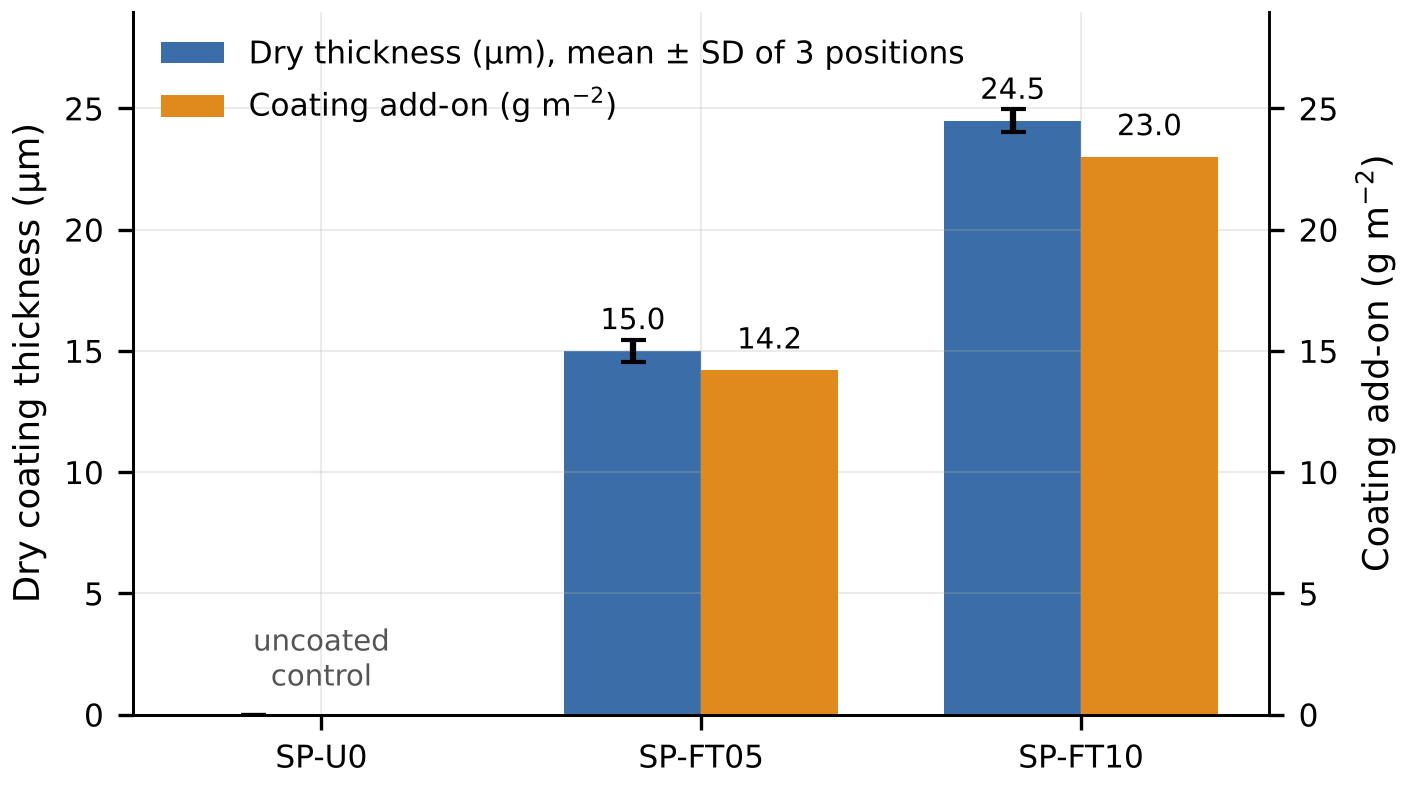 Dry thickness (μm), mean ± SD of 3 positions
Coating add-on (g m⁻²)
Dry coating thickness (μm)
25
20
15
10
5
0
24.5
23.0
15.0
14.2
uncoated
control
25
20
15
10
5
0
Coating add-on (g m⁻²)
SP-U0
SP-FT05
SP-FT10